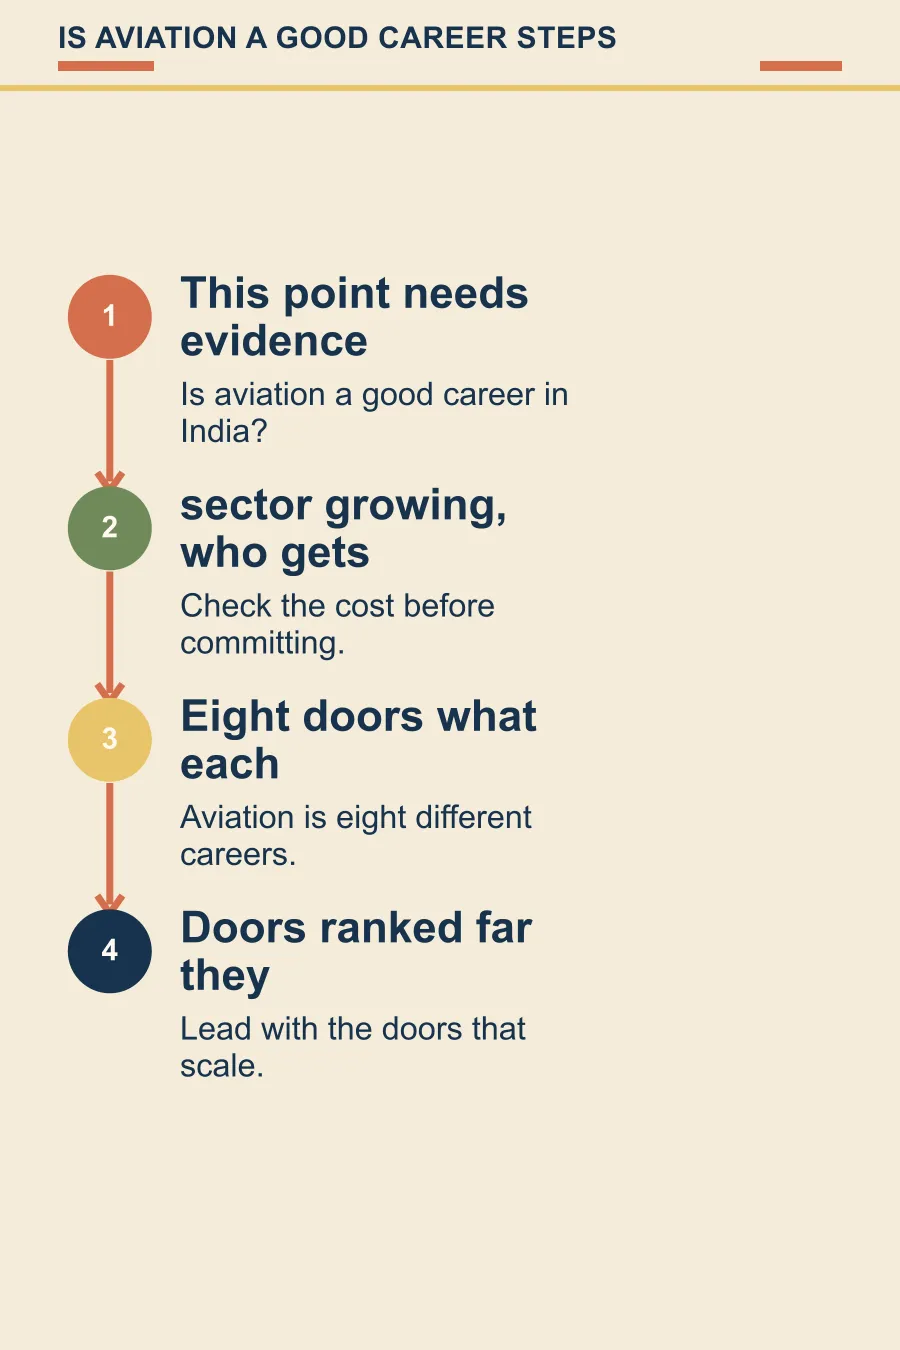 IS AVIATION A GOOD CAREER STEPS
1
This point needs
evidence
Is aviation a good career in
India?
2
sector growing,
who gets
Check the cost before
committing.
3
Eight doors what
each
Aviation is eight different
careers.
4
Doors ranked far
they
Lead with the doors that
scale.